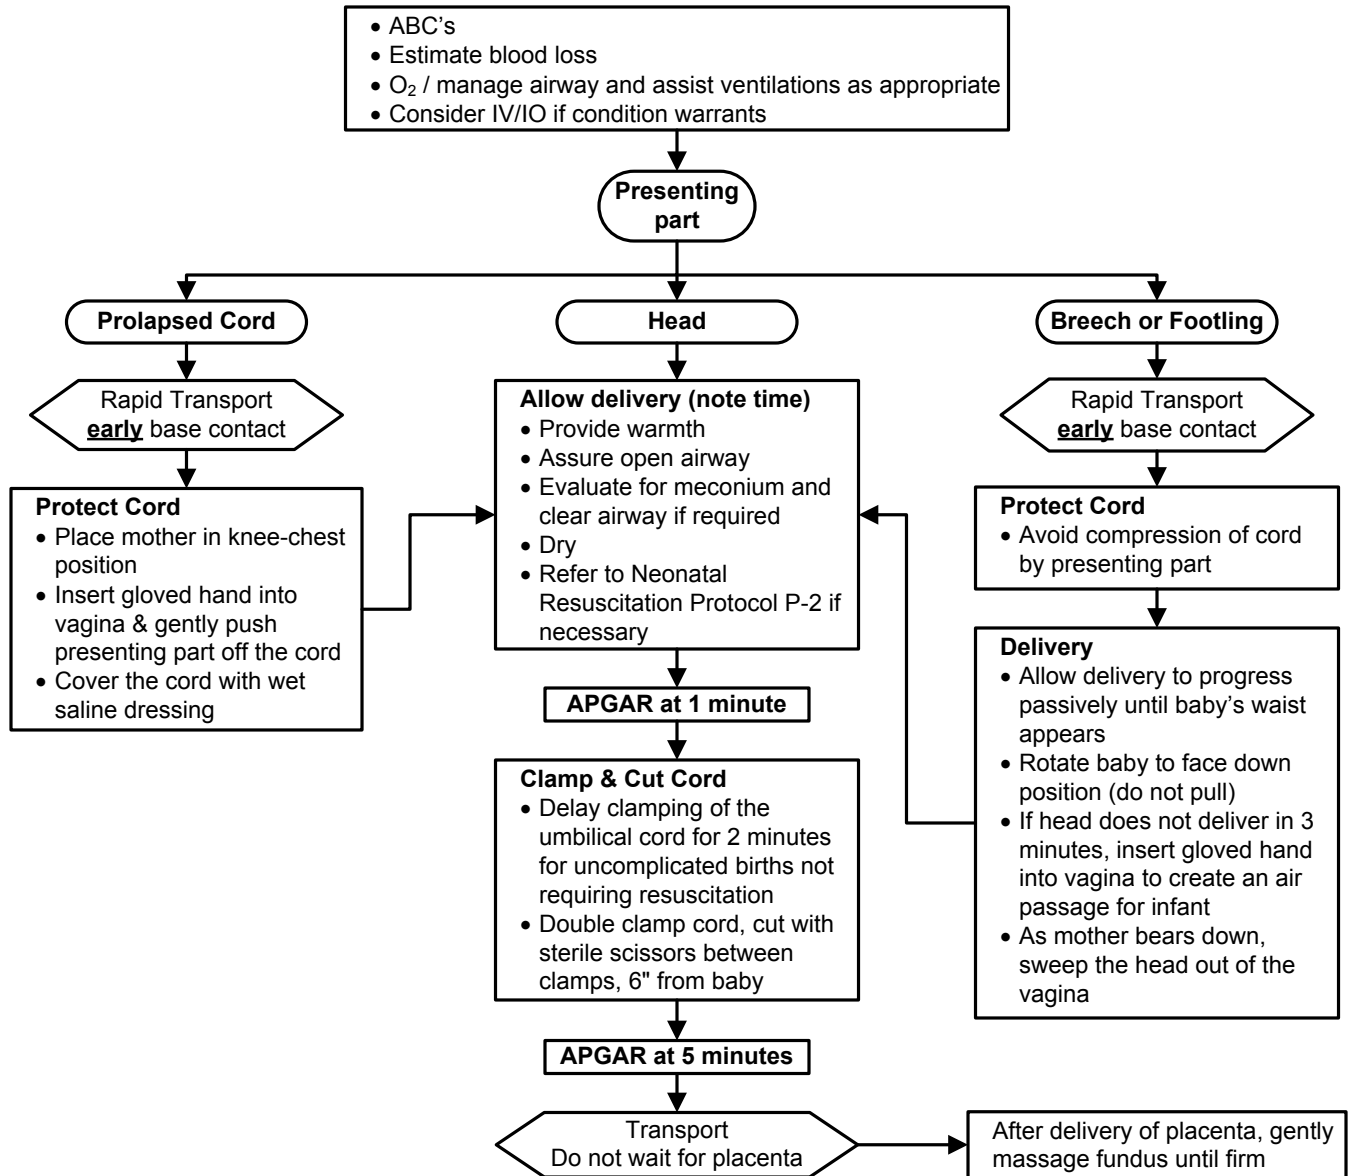 • ABC's
• Estimate blood loss
• O₂ / manage airway and assist ventilations as appropriate
• Consider IV/IO if condition warrants
Presenting
part
Prolapsed Cord
Rapid Transport
early base contact
Protect Cord
• Place mother in knee-chest
position
• Insert gloved hand into
vagina & gently push
presenting part off the cord
• Cover the cord with wet
saline dressing
Head
Allow delivery (note time)
• Provide warmth
• Assure open airway
• Evaluate for meconium and
clear airway if required
• Dry
• Refer to Neonatal
Resuscitation Protocol P-2 if
necessary
APGAR at 1 minute
Clamp & Cut Cord
• Delay clamping of the
umbilical cord for 2 minutes
for uncomplicated births not
requiring resuscitation
• Double clamp cord, cut with
sterile scissors between
clamps, 6" from baby
APGAR at 5 minutes
Transport
Do not wait for placenta
Breech or Footling
Rapid Transport
early base contact
Protect Cord
• Avoid compression of cord
by presenting part
Delivery
• Allow delivery to progress
passively until baby's waist
appears
• Rotate baby to face down
position (do not pull)
• If head does not deliver in 3
minutes, insert gloved hand
into vagina to create an air
passage for infant
• As mother bears down,
sweep the head out of the
vagina
After delivery of placenta, gently
massage fundus until firm